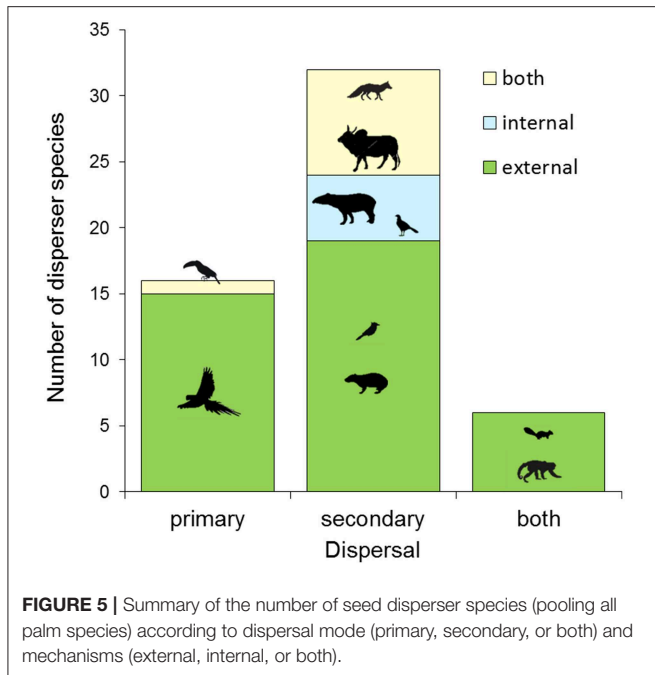 35
30
25
20
15
10
5
0
Number of disperser species
both
internal
external
primary
secondary
both
Dispersal
FIGURE 5 | Summary of the number of seed disperser species (pooling all
palm species) according to dispersal mode (primary, secondary, or both) and
mechanisms (external, internal, or both).